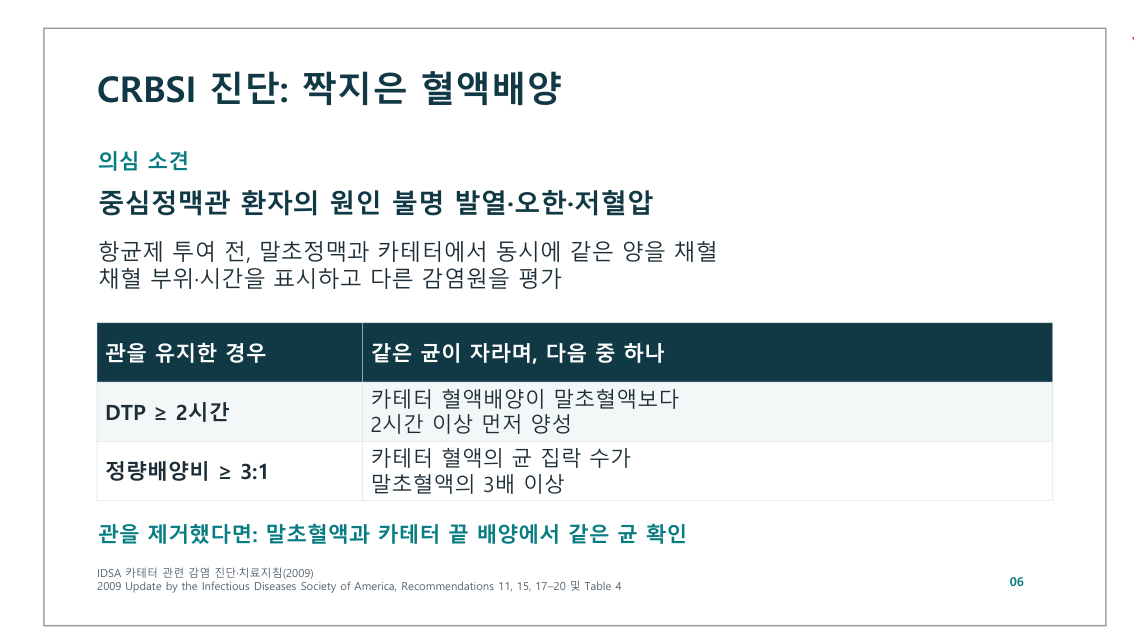 CRBSI 진단: 짝지은 혈액배양
의심 소견
중심정맥관 환자의 원인 불명 발열·오한·저혈압
항균제 투여 전, 말초정맥과 카테터에서 동시에 같은 양을 채혈
채혈 부위·시간을 표시하고 다른 감염원을 평가
관을 유지한 경우
같은 균이 자라며, 다음 중 하나
DTP ≥ 2시간
카테터 혈액배양이 말초혈액보다
2시간 이상 먼저 양성
정량배양비 ≥ 3:1
카테터 혈액의 균 집락 수가
말초혈액의 3배 이상
관을 제거했다면: 말초혈액과 카테터 끝 배양에서 같은 균 확인
IDSA 카테터 관련 감염 진단·치료지침(2009)
2009 Update by the Infectious Diseases Society of America, Recommendations 11, 15, 17–20 및 Table 4
06